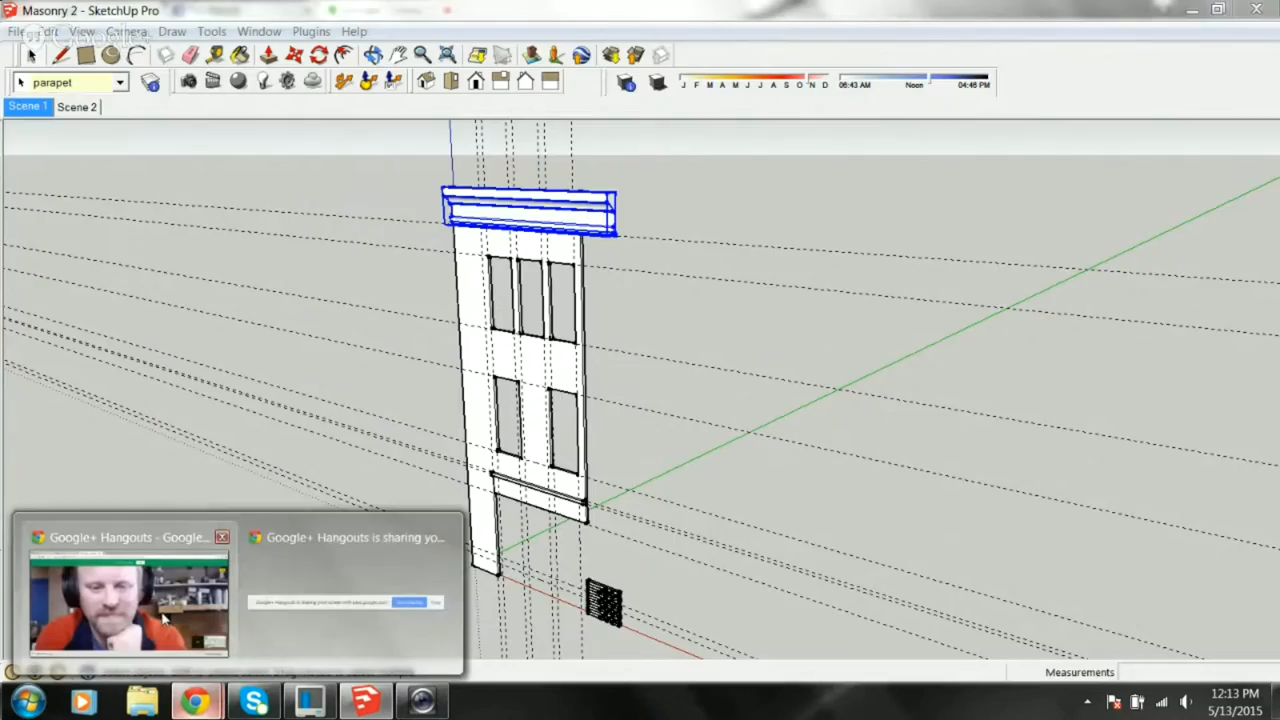 Masonry 2 - SketchUp Pro
File Edit View Camera Draw Tools Window Plugins Help
parapet
J F M A M J J A S O N D 06:43 AM Noon 04:46 PM
Scene 1 Scene 2
Google+ Hangouts - Google... Google+ Hangouts is sharing yo...
Measurements
12:13 PM
5/13/2015